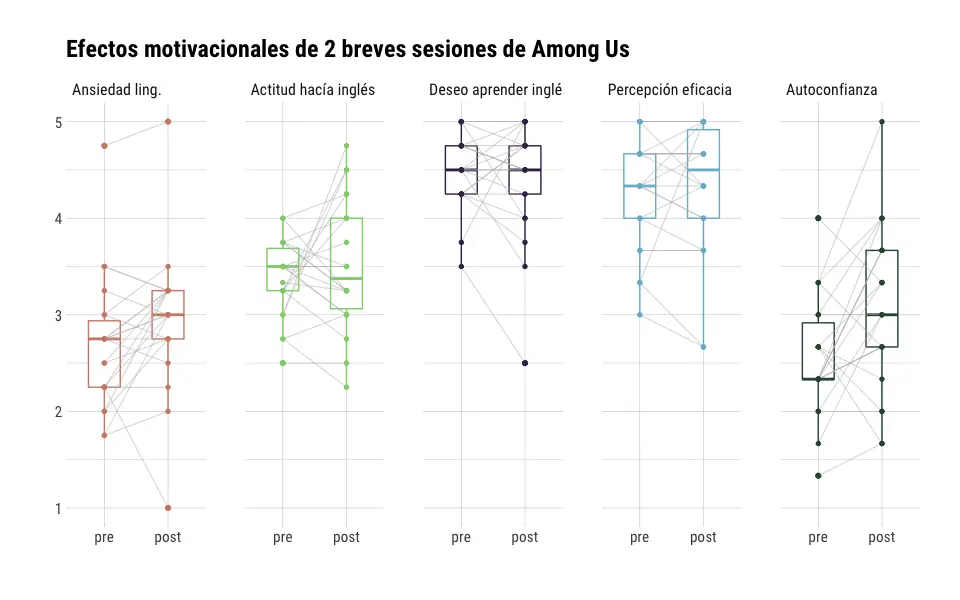 Efectos motivacionales de 2 breves sesiones de Among Us
Ansiedad ling. Actitud hacía inglés Deseo aprender inglé Percepción eficacia Autoconfianza
5
4
3
2
1
pre post pre post pre post pre post pre post